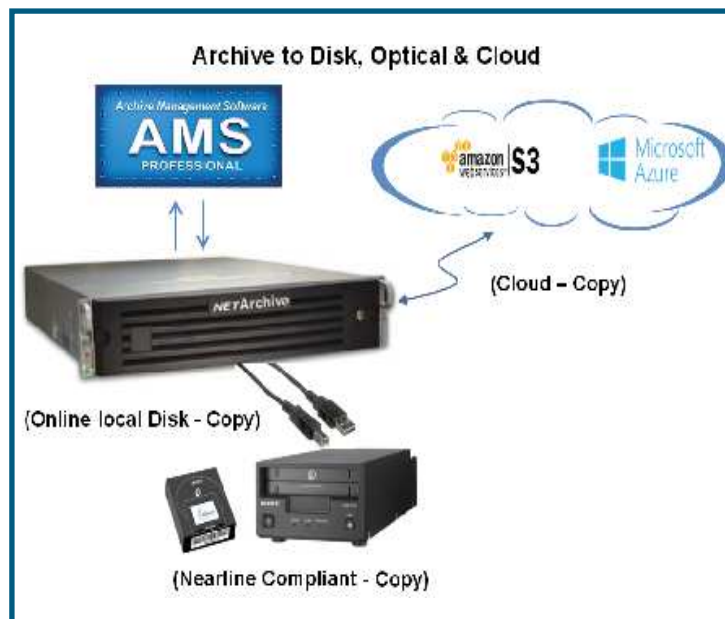 Archive to Disk, Optical & Cloud
Archive Management Software
AMS
PROFESSIONAL
amazon
webservices
S3
Microsoft
Azure
NETArchive
(Cloud – Copy)
(Online local Disk - Copy)
(Nearline Compliant - Copy)